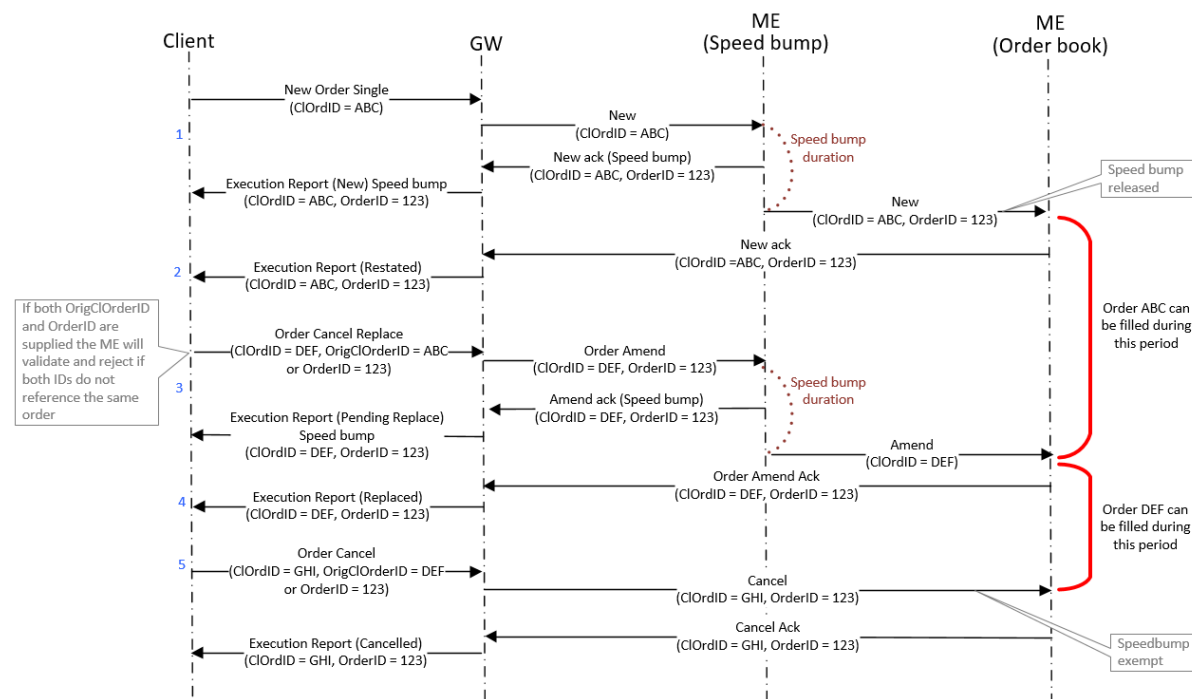 Client
GW
ME
(Speed bump)
ME
(Order book)
New Order Single
(ClOrdID = ABC)
1
New
(ClOrdID = ABC)
Speed bump
duration
New ack (Speed bump)
(ClOrdID = ABC, OrderID = 123)
Execution Report (New) Speed bump
(ClOrdID = ABC, OrderID = 123)
Speed bump
released
New
(ClOrdID = ABC, OrderID = 123)
New ack
(ClOrdID =ABC, OrderID = 123)
2
Execution Report (Restated)
(ClOrdID = ABC, OrderID = 123)
Order ABC can
be filled during
this period
If both OrigClOrderID
and OrderID are
supplied the ME will
validate and reject if
both IDs do not
reference the same
order
Order Cancel Replace
(ClOrdID = DEF, OrigClOrderID = ABC
or OrderID = 123)
3
Order Amend
(ClOrdID = DEF, OrderID = 123)
Speed bump
duration
Amend ack (Speed bump)
(ClOrdID = DEF, OrderID = 123)
Execution Report (Pending Replace)
Speed bump
(ClOrdID = DEF, OrderID = 123)
Amend
(ClOrdID = DEF)
Order Amend Ack
(ClOrdID = DEF, OrderID = 123)
4
Execution Report (Replaced)
(ClOrdID = DEF, OrderID = 123)
Order DEF can
be filled during
this period
5
Order Cancel
(ClOrdID = GHI, OrigClOrderID = DEF
or OrderID = 123)
Cancel
(ClOrdID = GHI, OrderID = 123)
Cancel Ack
(ClOrdID = GHI, OrderID = 123)
Execution Report (Cancelled)
(ClOrdID = GHI, OrderID = 123)
Speedbump
exempt